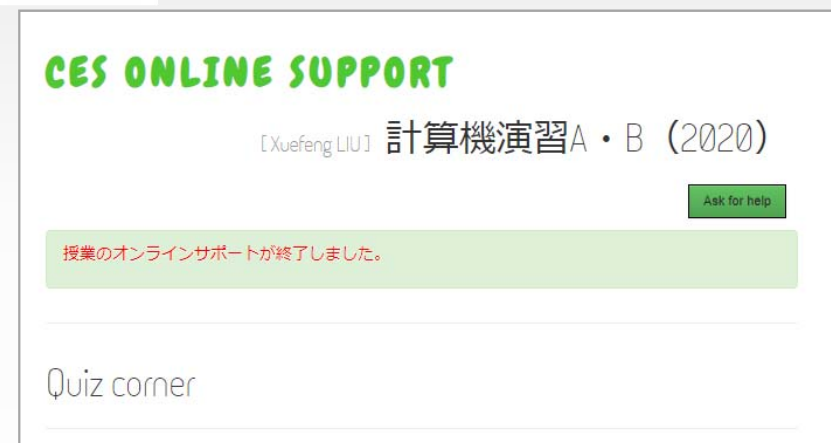 CES ONLINE SUPPORT
[Xuefeng LIU] 計算機演習A・B（2020）
Ask for help
授業のオンラインサポートが終了しました。
Quiz corner